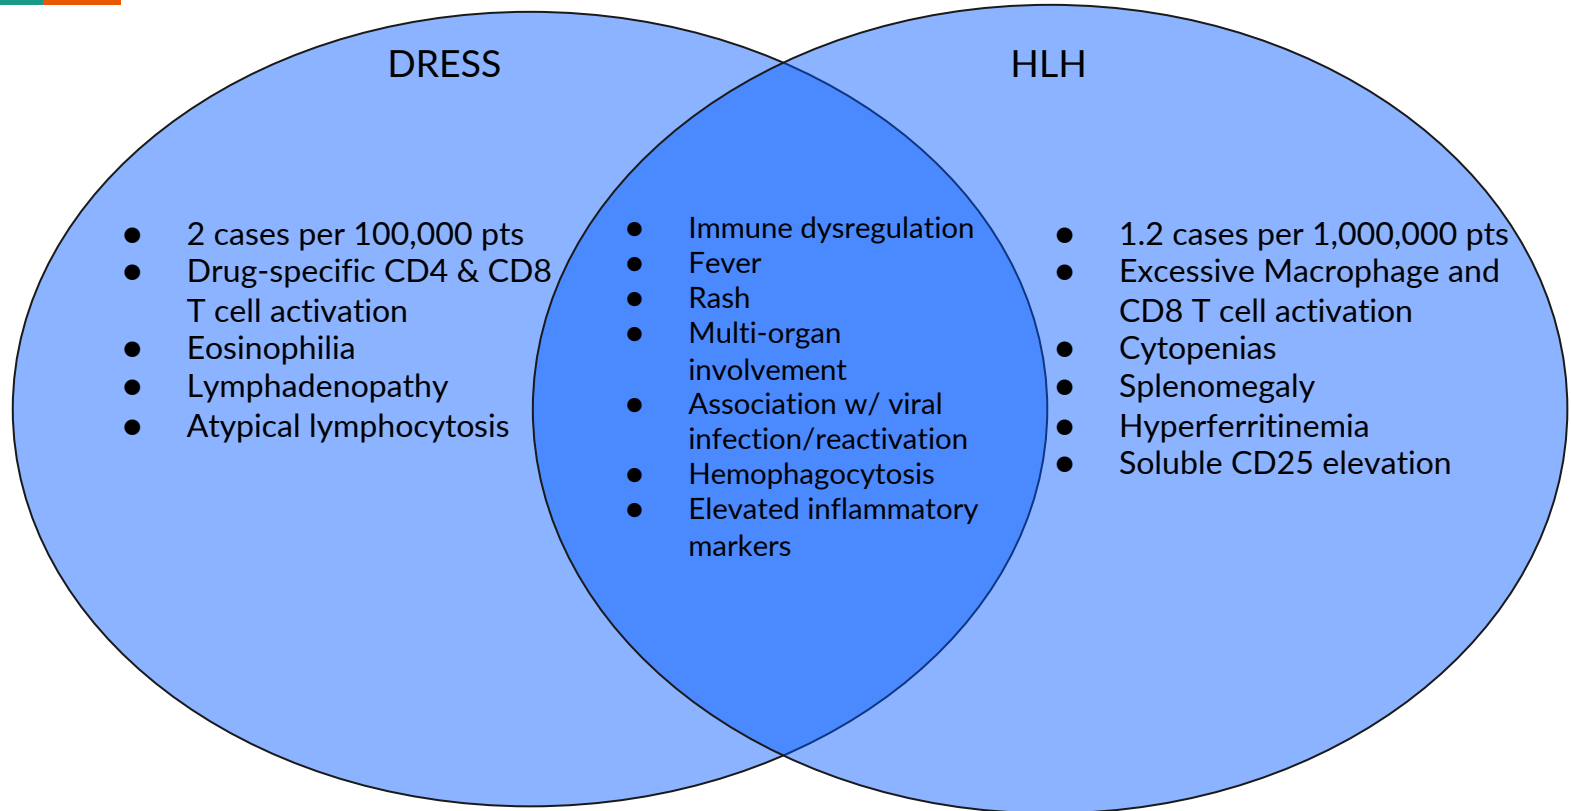 DRESS
● 2 cases per 100,000 pts
● Drug-specific CD4 & CD8
T cell activation
● Eosinophilia
● Lymphadenopathy
● Atypical lymphocytosis
● Immune dysregulation
● Fever
● Rash
● Multi-organ
involvement
● Association w/ viral
infection/reactivation
● Hemophagocytosis
● Elevated inflammatory
markers
HLH
● 1.2 cases per 1,000,000 pts
● Excessive Macrophage and
CD8 T cell activation
● Cytopenias
● Splenomegaly
● Hyperferritinemia
● Soluble CD25 elevation